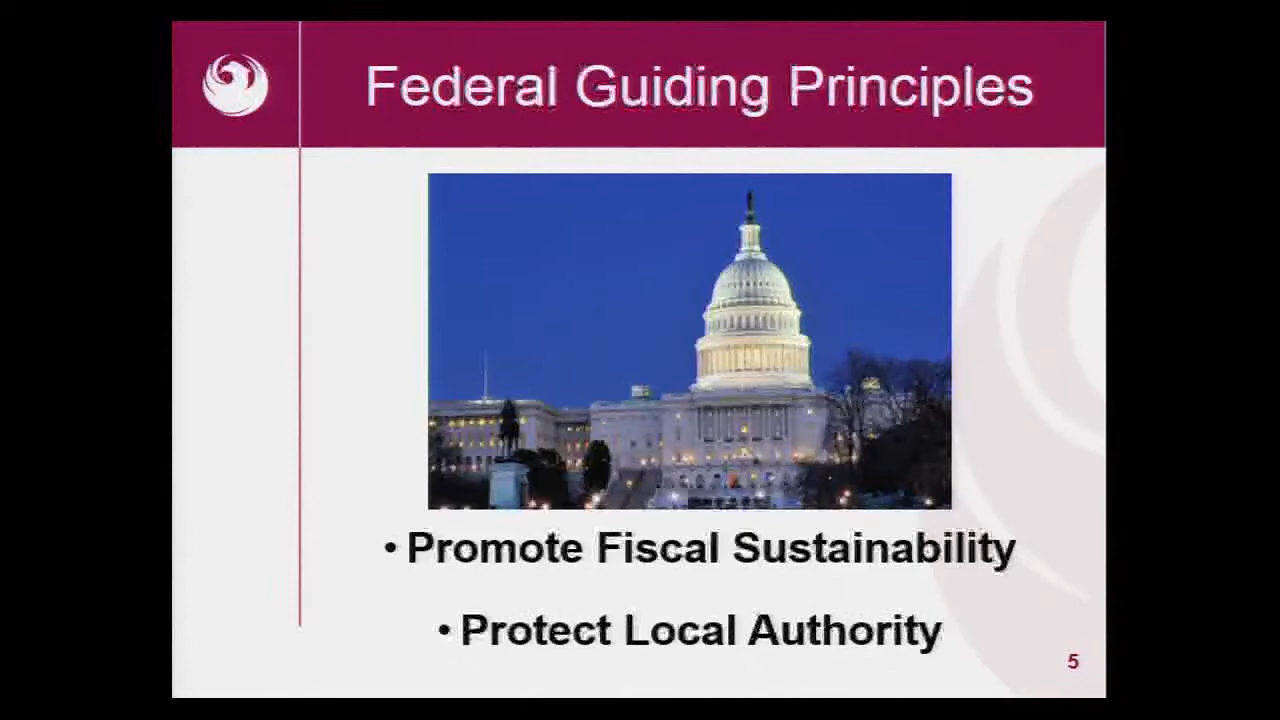 Federal Guiding Principles
• Promote Fiscal Sustainability
• Protect Local Authority
5